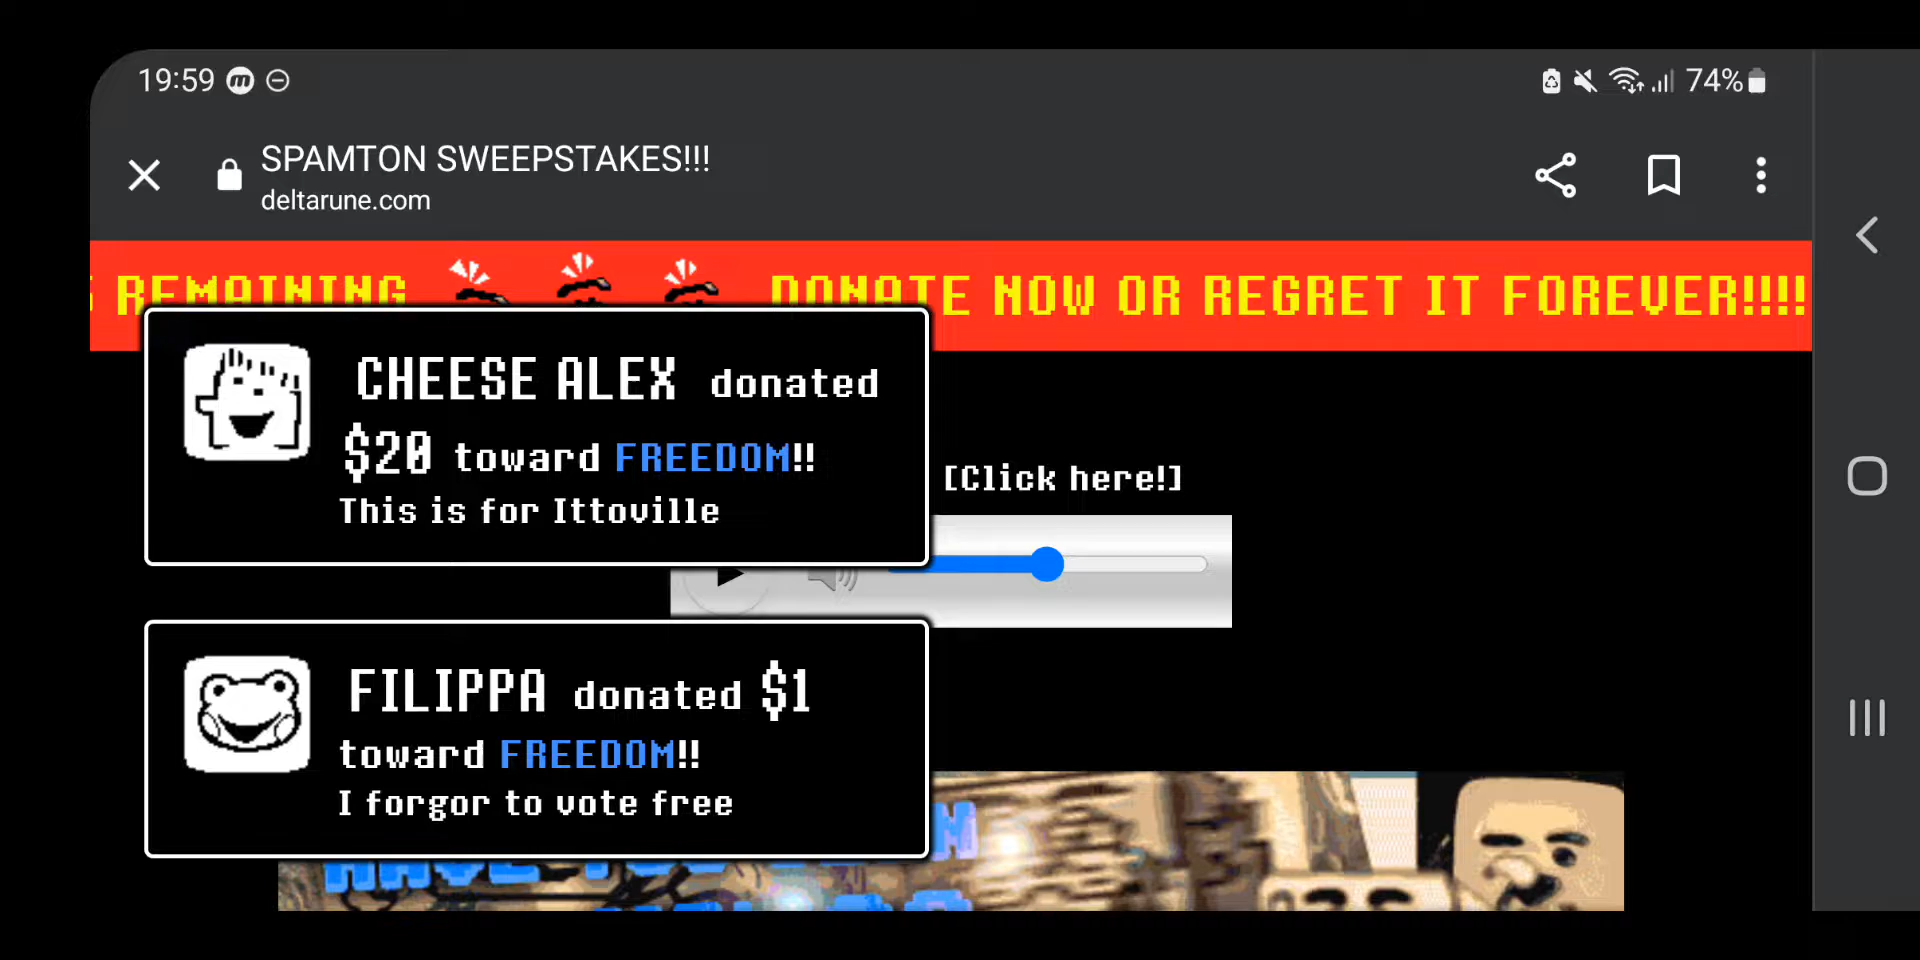 19:59
74%
SPAMTON SWEEPSTAKES!!!
deltarune.com
REMAINING DONATE NOW OR REGRET IT FOREVER!!!!
CHEESE ALEX donated
$20 toward FREEDOM!!
This is for Ittoville
[Click here!]
FILIPPA donated $1
toward FREEDOM!!
I forgor to vote free